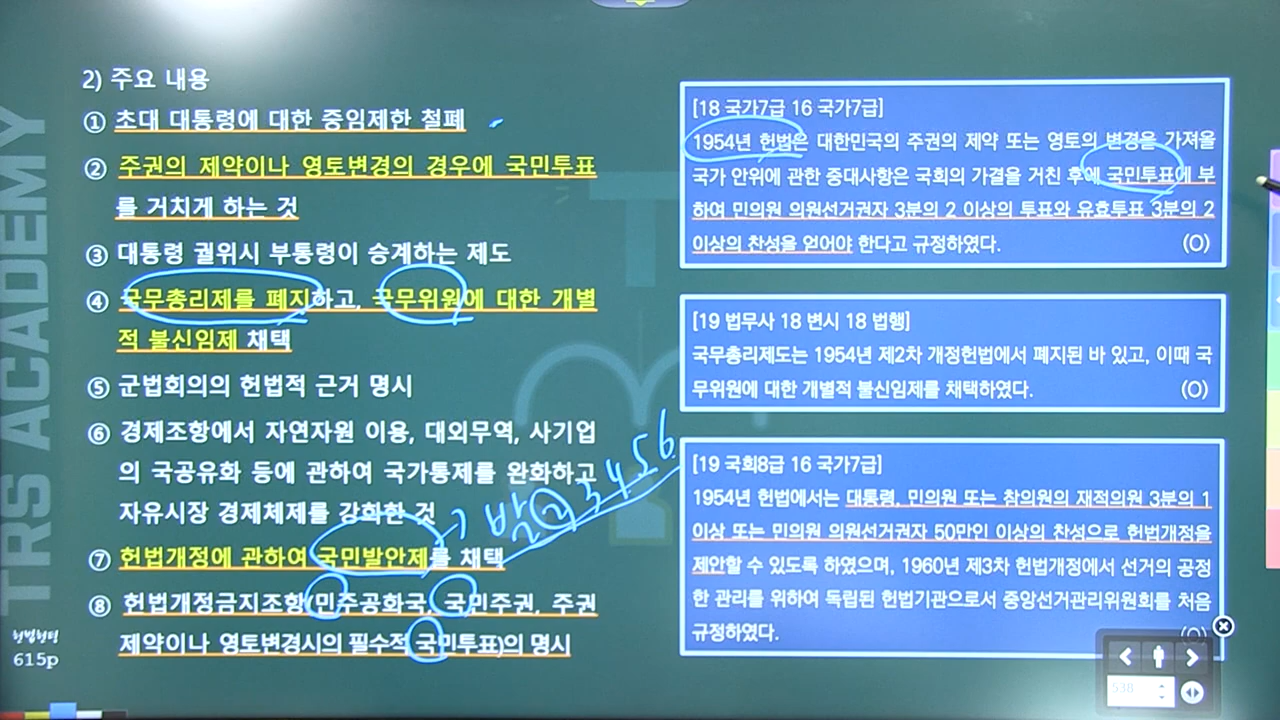 2) 주요 내용
① 초대 대통령에 대한 중임제한 철폐
② 주권의 제약이나 영토변경의 경우에 국민투표
를 거치게 하는 것
③ 대통령 궐위시 부통령이 승계하는 제도
④ 국무총리제를 폐지하고, 국무위원에 대한 개별
적 불신임제 채택
⑤ 군법회의의 헌법적 근거 명시
⑥ 경제조항에서 자연자원 이용, 대외무역, 사기업
의 국공유화 등에 관하여 국가통제를 완화하고
자유시장 경제체제를 강화한 것
⑦ 헌법개정에 관하여 국민발안제를 채택
→ 발② 3 4 5 6
⑧ 헌법개정금지조항(민주공화국, 국민주권, 주권
제약이나 영토변경시의 필수적 국민투표)의 명시
[18 국가7급 16 국가7급]
1954년 헌법은 대한민국의 주권의 제약 또는 영토의 변경을 가져올
국가 안위에 관한 중대사항은 국회의 가결을 거친 후에 국민투표에 부
하여 민의원 의원선거권자 3분의 2 이상의 투표와 유효투표 3분의 2
이상의 찬성을 얻어야 한다고 규정하였다. (O)
[19 법무사 18 변시 18 법행]
국무총리제도는 1954년 제2차 개정헌법에서 폐지된 바 있고, 이때 국
무위원에 대한 개별적 불신임제를 채택하였다. (O)
[19 국회8급 16 국가7급]
1954년 헌법에서는 대통령, 민의원 또는 참의원의 재적의원 3분의 1
이상 또는 민의원 의원선거권자 50만인 이상의 찬성으로 헌법개정을
제안할 수 있도록 하였으며, 1960년 제3차 헌법개정에서 선거의 공정
한 관리를 위하여 독립된 헌법기관으로서 중앙선거관리위원회를 처음
규정하였다. (O)
TRS ACADEMY
615p
538